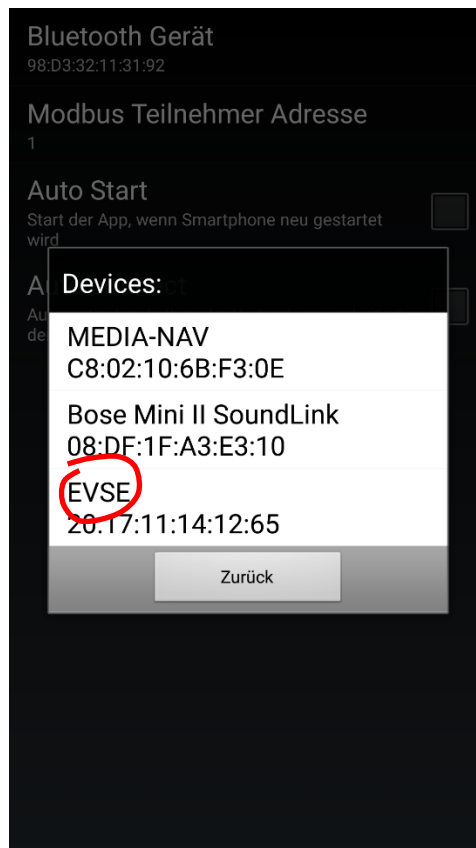 Bluetooth Gerät
98:D3:32:11:31:92
Modbus Teilnehmer Adresse
1
Auto Start
Start der App, wenn Smartphone neu gestartet
wird
Devices:
MEDIA-NAV
C8:02:10:6B:F3:0E
Bose Mini II SoundLink
08:DF:1F:A3:E3:10
EVSE
20:17:11:14:12:65
Zurück